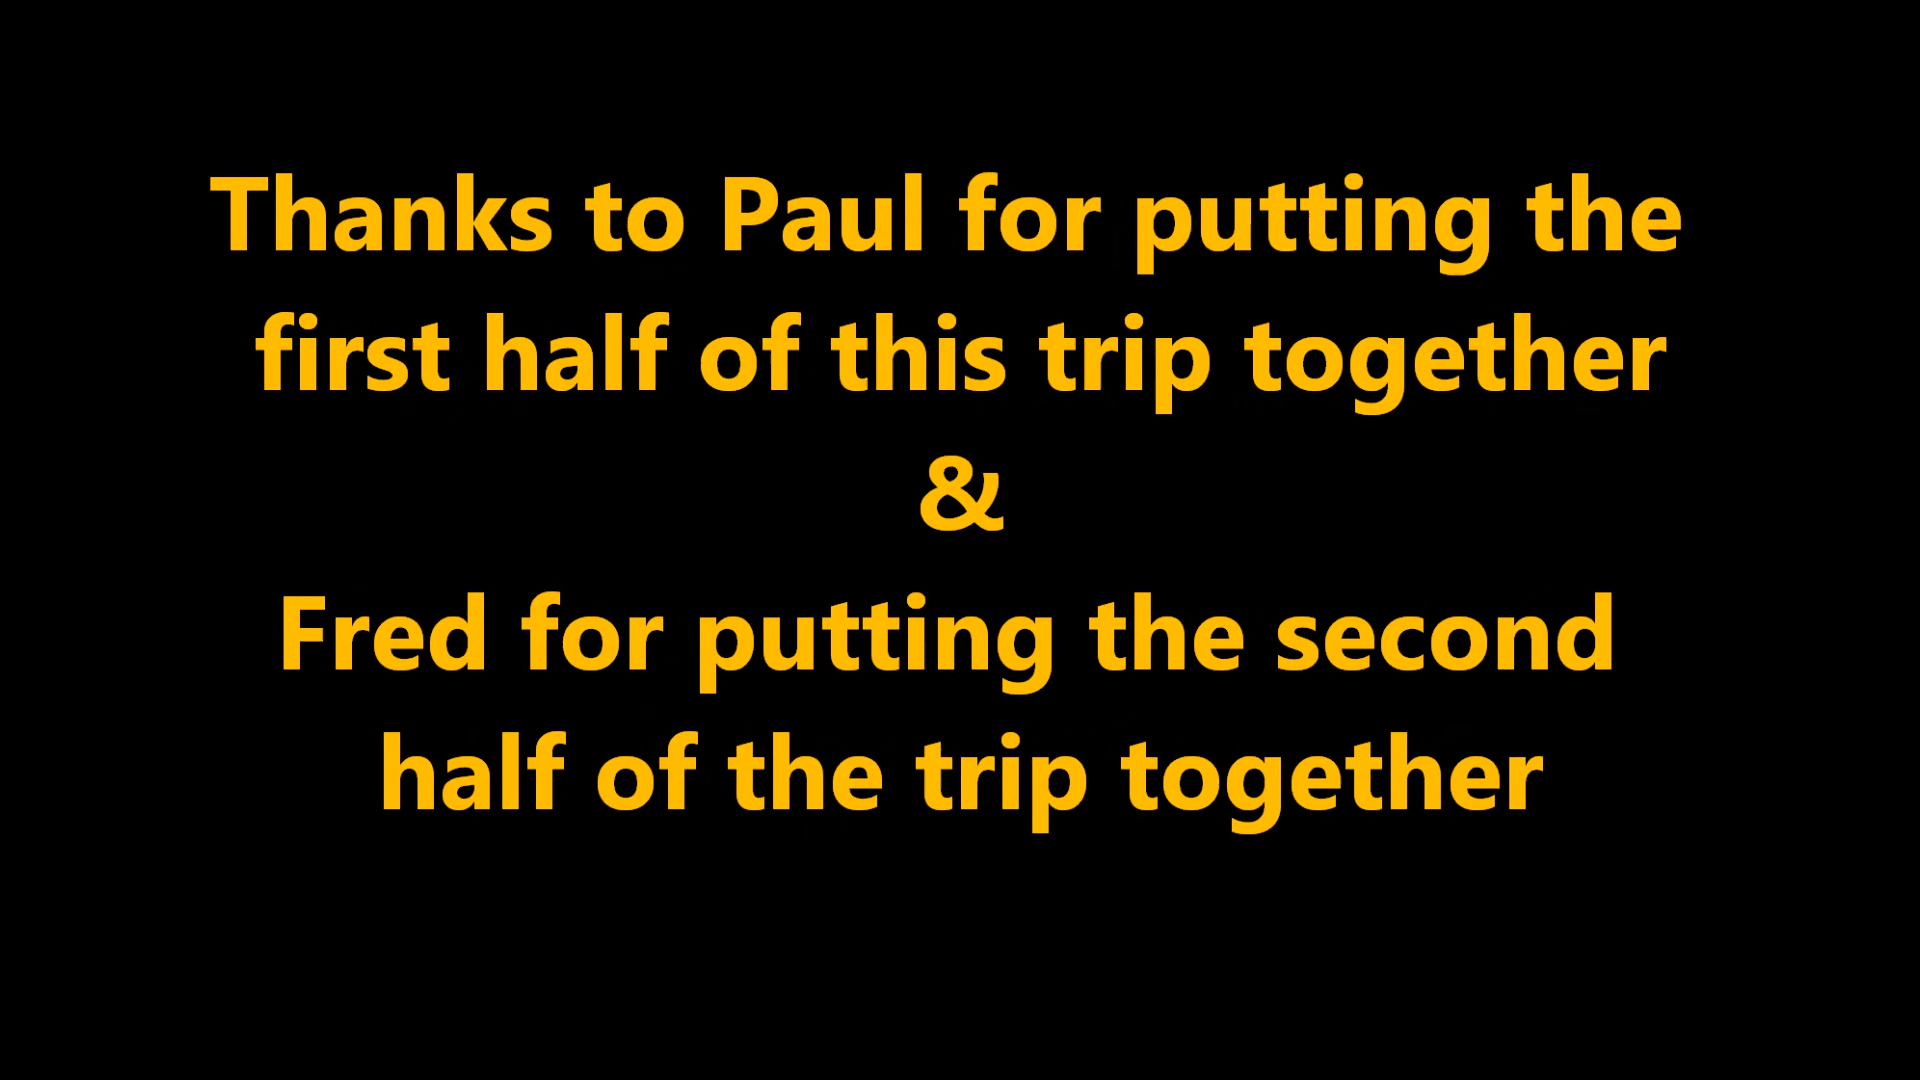 Thanks to Paul for putting the
first half of this trip together
&
Fred for putting the second
half of the trip together